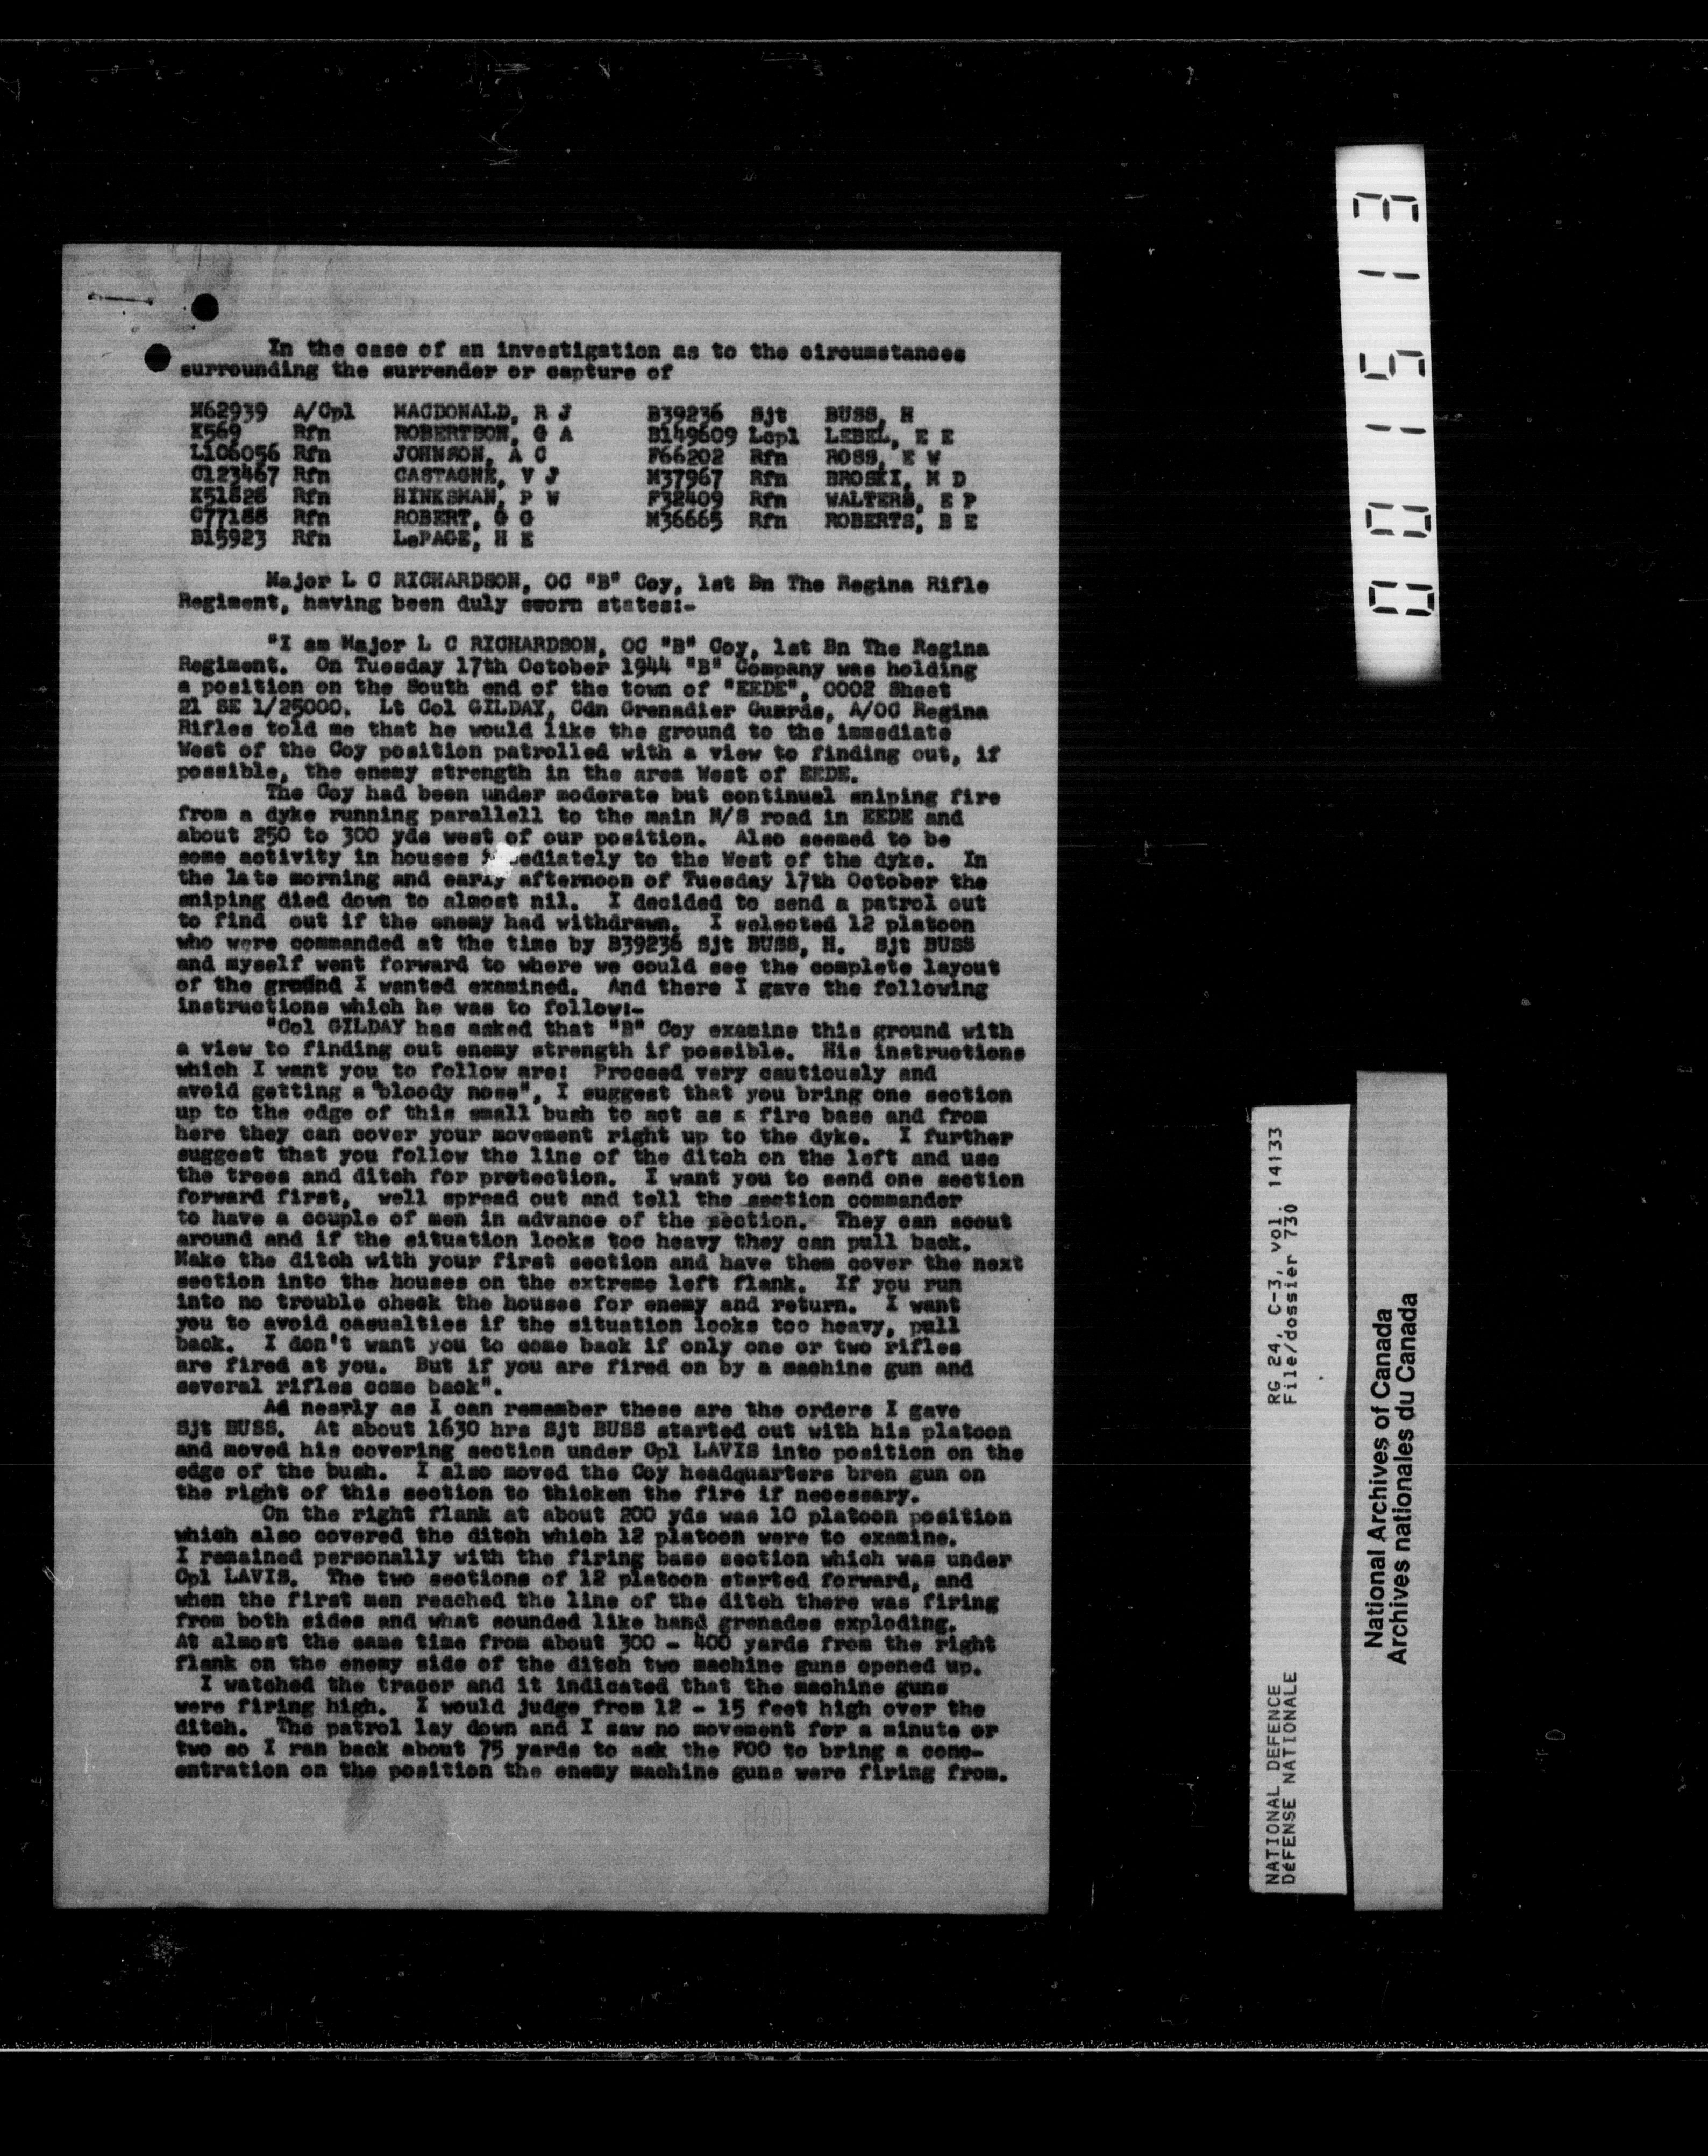 In the case of an investigation as to the circumstances
surrounding the surrender or capture of
M62939 A/Cpl MACDONALD, R J B39236 Sjt BUSS, H
K569 Rfn ROBERTSON, G A B149609 Lcpl LEBEL, E E
L106056 Rfn JOHNSON, A C F66202 Rfn ROSS, E W
C123467 Rfn CASTAGNE, V J M37967 Rfn BROSKI, M D
K51828 Rfn HINKSMAN, P W F32409 Rfn WALTERS, E P
C77188 Rfn ROBERT, G G M36665 Rfn ROBERTS, B E
B15923 Rfn LePAGE, H E
Major L C RICHARDSON, OC "B" Coy, 1st Bn The Regina Rifle
Regiment, having been duly sworn states:-
"I am Major L C RICHARDSON, OC "B" Coy, 1st Bn The Regina
Regiment. On Tuesday 17th October 1944 "B" Company was holding
a position on the South end of the town of "EEDE", 0002 Sheet
21 SE 1/25000. Lt Col GILDAY, Cdn Grenadier Guards, A/OC Regina
Rifles told me that he would like the ground to the immediate
West of the Coy position patrolled with a view to finding out, if
possible, the enemy strength in the area West of EEDE.
The Coy had been under moderate but continual sniping fire
from a dyke running parallell to the main N/S road in EEDE and
about 250 to 300 yds west of our position. Also seemed to be
some activity in houses ediately to the West of the dyke. In
the late morning and early afternoon of Tuesday 17th October the
sniping died down to almost nil. I decided to send a patrol out
to find out if the enemy had withdrawn. I selected 12 platoon
who were commanded at the time by B39236 Sjt BUSS, H. Sjt BUSS
and myself went forward to where we could see the complete layout
of the ground I wanted examined. And there I gave the following
instructions which he was to follow:-
"Col GILDAY has asked that "B" Coy examine this ground with
a view to finding out enemy strength if possible. His instructions
which I want you to follow are: Proceed very cautiously and
avoid getting a "bloody nose", I suggest that you bring one section
up to the edge of this small bush to act as a fire base and from
here they can cover your movement right up to the dyke. I further
suggest that you follow the line of the ditch on the left and use
the trees and ditch for protection. I want you to send one section
forward first, well spread out and tell the section commander
to have a couple of men in advance of the section. They can scout
around and if the situation looks too heavy they can pull back.
Make the ditch with your first section and have them cover the next
section into the houses on the extreme left flank. If you run
into no trouble check the houses for enemy and return. I want
you to avoid casualties if the situation looks too heavy, pull
back. I don't want you to come back if only one or two rifles
are fired at you. But if you are fired on by a machine gun and
several rifles come back".
Ad nearly as I can remember these are the orders I gave
Sjt BUSS. At about 1630 hrs Sjt BUSS started out with his platoon
and moved his covering section under Cpl LAVIS into position on the
edge of the bush. I also moved the Coy headquarters bren gun on
the right of this section to thicken the fire if necessary.
On the right flank at about 200 yds was 10 platoon position
which also covered the ditch which 12 platoon were to examine.
I remained personally with the firing base section which was under
Cpl LAVIS. The two sections of 12 platoon started forward, and
when the first men reached the line of the ditch there was firing
from both sides and what sounded like hand grenades exploding.
At almost the same time from about 300 - 400 yards from the right
flank on the enemy side of the ditch two machine guns opened up.
I watched the tracer and it indicated that the machine guns
were firing high. I would judge from 12 - 15 feet high over the
ditch. The patrol lay down and I saw no movement for a minute or
two so I ran back about 75 yards to ask the FOO to bring a conc-
entration on the position the enemy machine guns were firing from.
001513
NATIONAL DEFENCE RG 24, C-3, vol. 14133
DéFENSE NATIONALE File/dossier 730
National Archives of Canada
Archives nationales du Canada